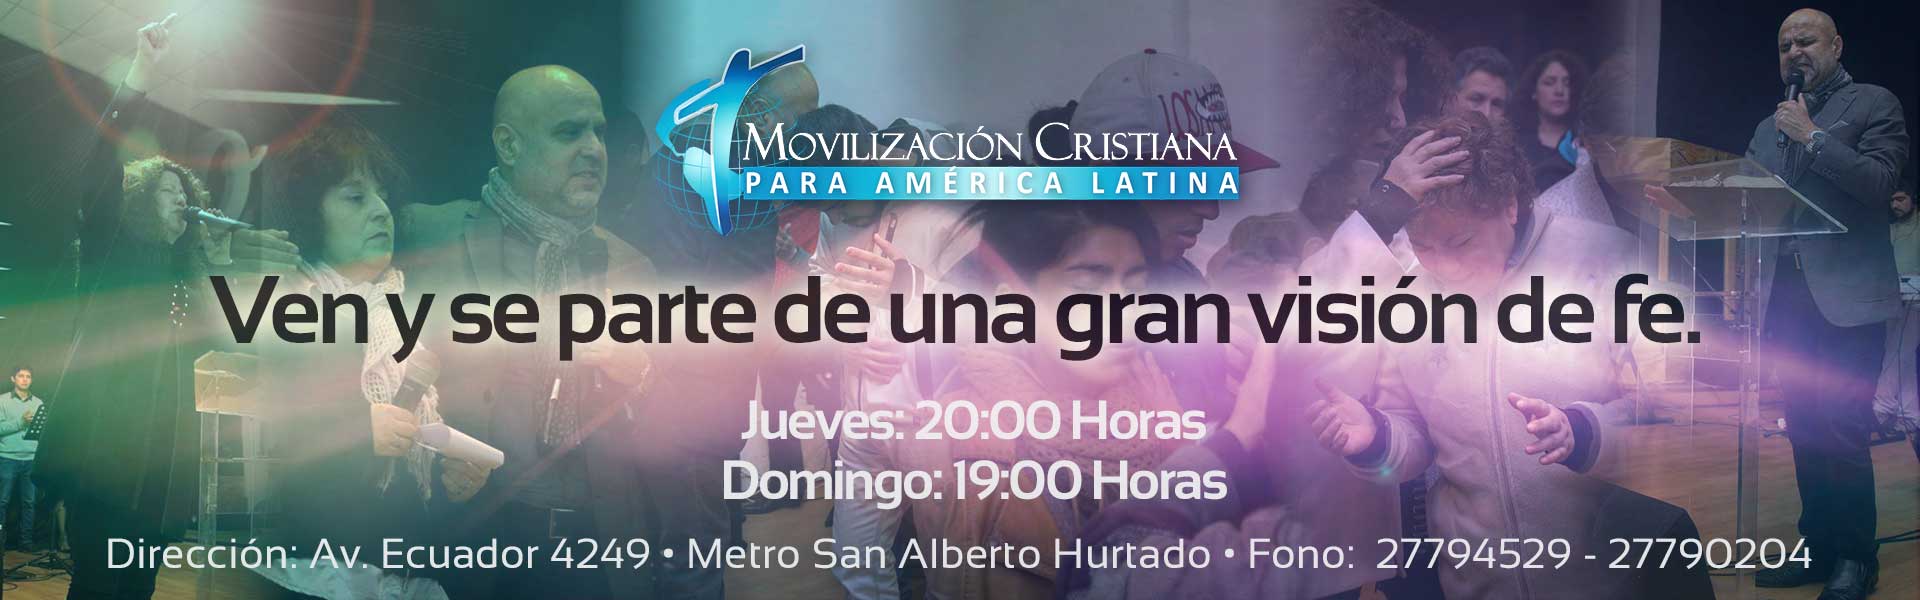 MOVILIZACIÓN CRISTIANA
PARA AMÉRICA LATINA
Ven y se parte de una gran visión de fe.
Jueves: 20:00 Horas
Domingo: 19:00 Horas
Dirección: Av. Ecuador 4249 • Metro San Alberto Hurtado • Fono: 27794529 - 27790204